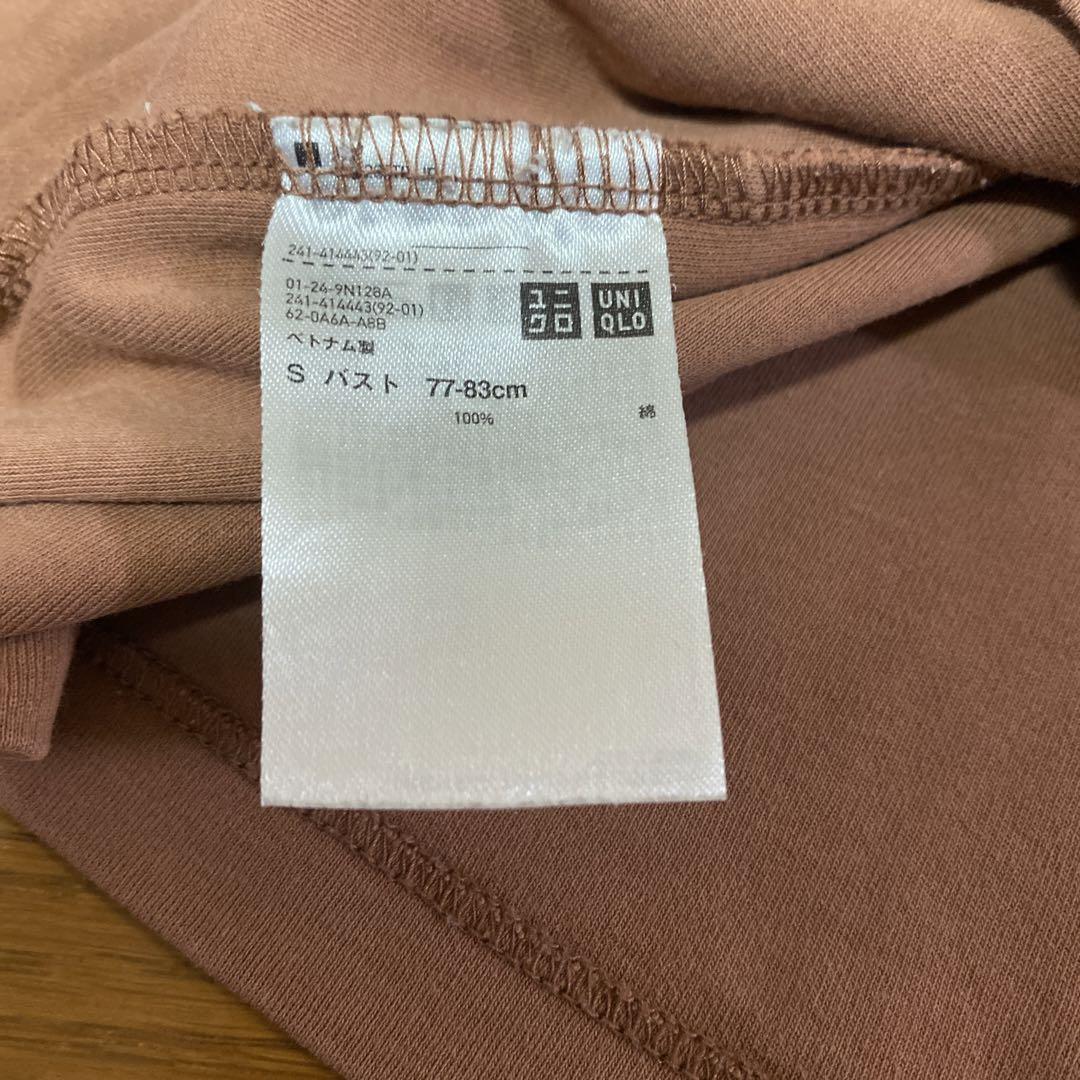 241-414443(92-01)
01-24-9N128A
241-414443(92-01)
62-0A6A-A8B
ベトナム製
ユニクロ
UNIQLO
S バスト 77-83cm
100% 綿